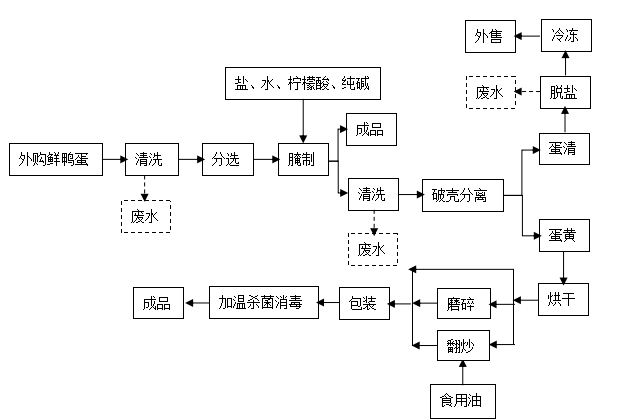 外售
冷冻
盐、水、柠檬酸、纯碱
废水
脱盐
成品
外购鲜鸭蛋
清洗
分选
腌制
蛋清
清洗
破壳分离
废水
废水
蛋黄
成品
加温杀菌消毒
包装
磨碎
烘干
翻炒
食用油